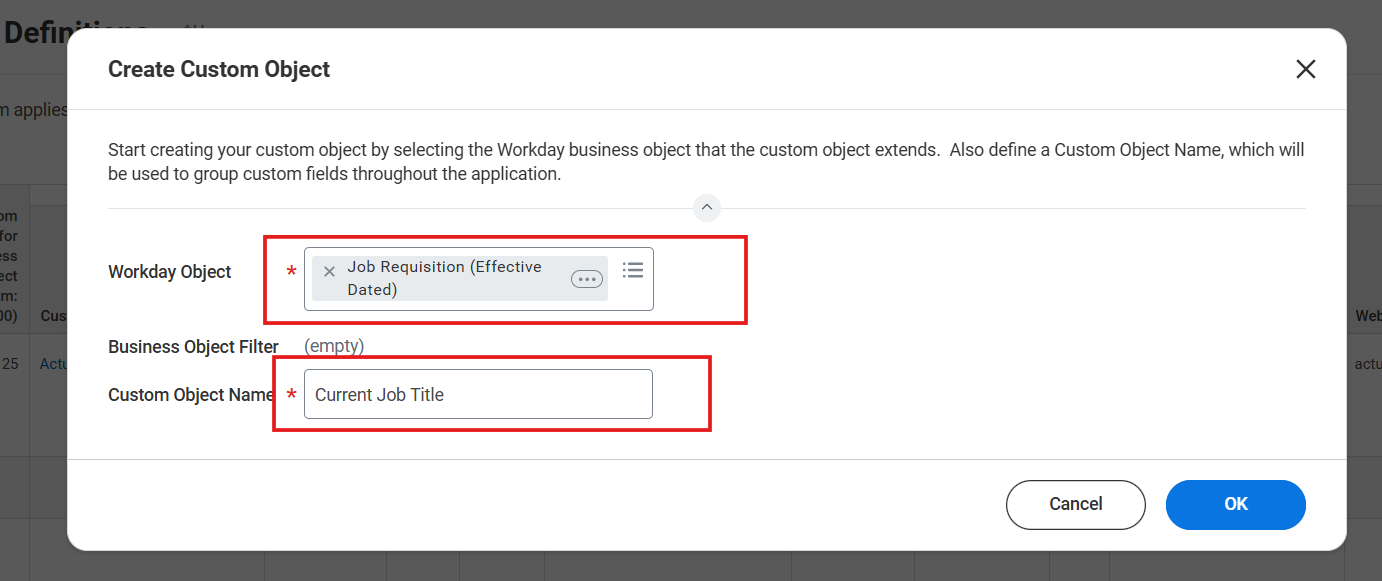 Definitions
Create Custom Object
m applies
Start creating your custom object by selecting the Workday business object that the custom object extends.  Also define a Custom Object Name, which will
be used to group custom fields throughout the application.
om
for
ess
ect
m:
00)
Cus
Web
Workday Object
*
Job Requisition (Effective
Dated)
Business Object Filter
(empty)
25
Actu
actu
Custom Object Name
*
Current Job Title
Cancel
OK